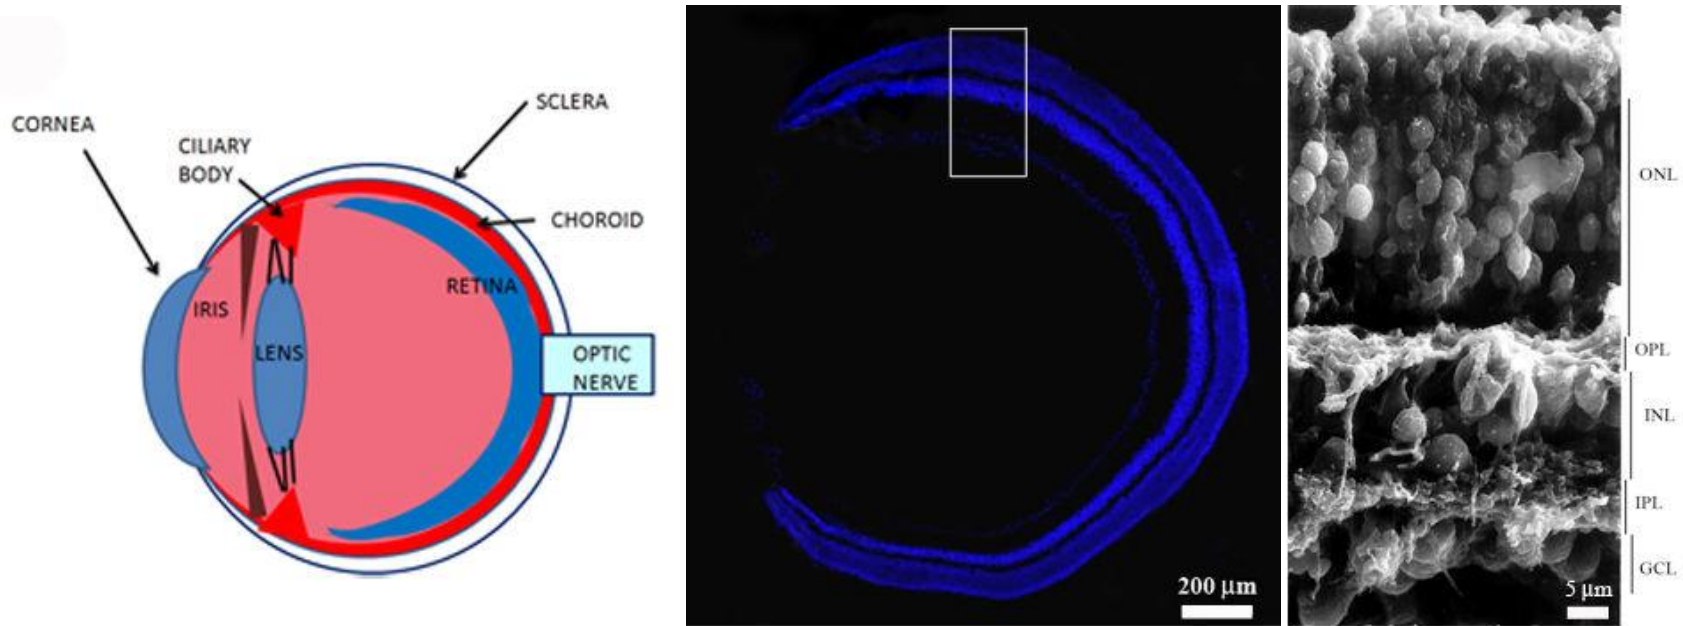 CORNEA
CILIARY
BODY
SCLERA
CHOROID
RETINA
IRIS
LENS
OPTIC
NERVE
200 µm
ONL
OPL
INL
IPL
GCL
5 µm